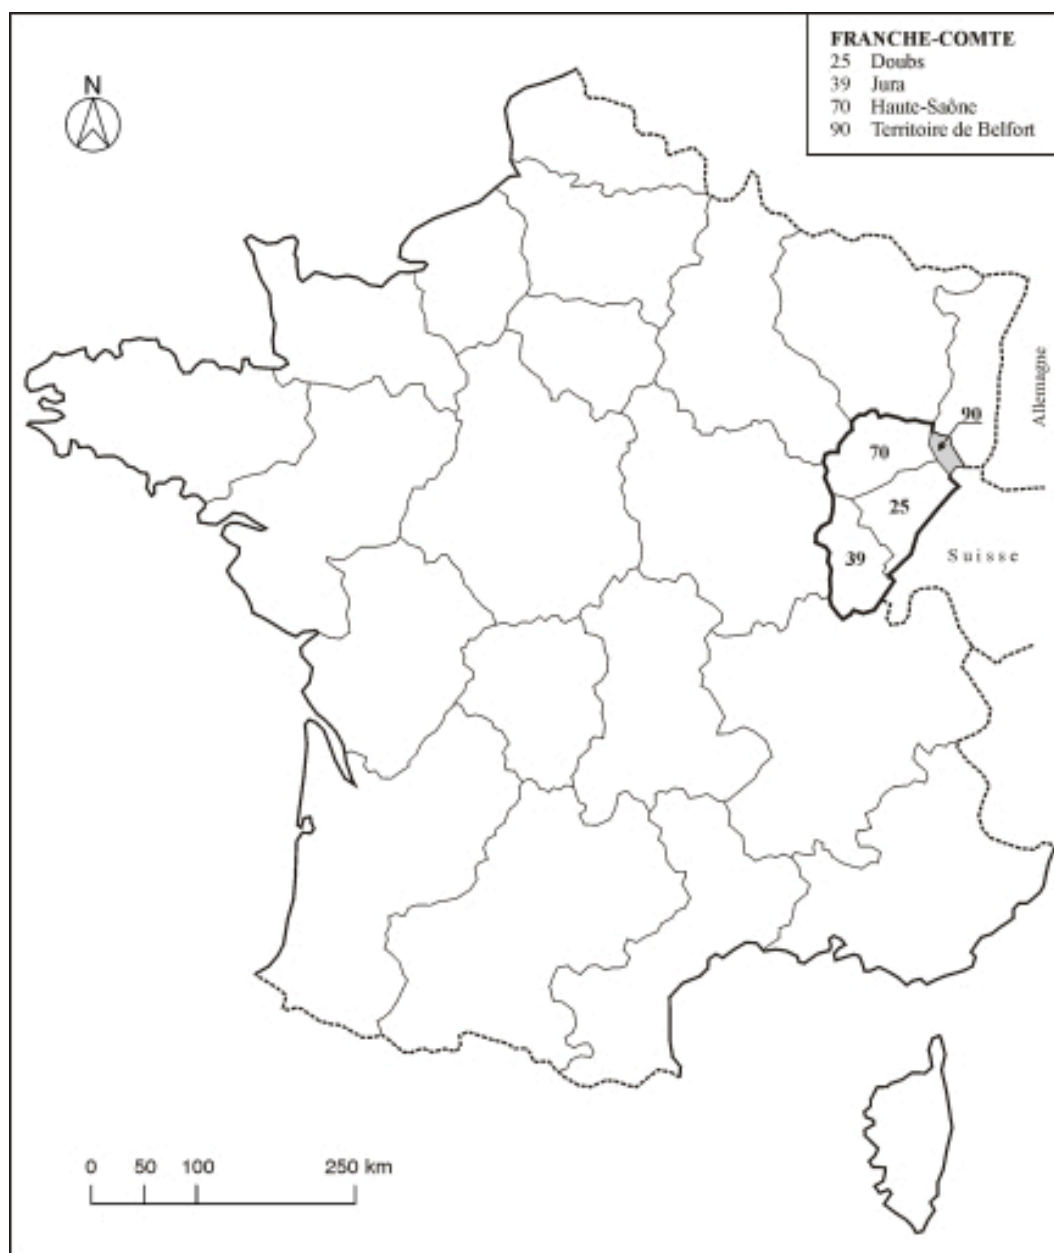 FRANCHE-COMTE
25 Doubs
39 Jura
70 Haute-Saône
90 Territoire de Belfort
N
Allemagne
90
70
25
39
Suisse
0 50 100 250 km